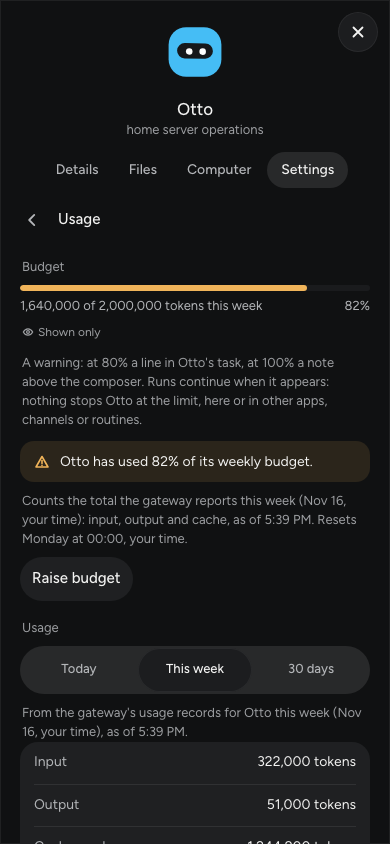 Otto
home server operations
Details Files Computer Settings
Usage
Budget
1,640,000 of 2,000,000 tokens this week 82%
Shown only
A warning: at 80% a line in Otto's task, at 100% a note
above the composer. Runs continue when it appears:
nothing stops Otto at the limit, here or in other apps,
channels or routines.
Otto has used 82% of its weekly budget.
Counts the total the gateway reports this week (Nov 16,
your time): input, output and cache, as of 5:39 PM. Resets
Monday at 00:00, your time.
Raise budget
Usage
Today This week 30 days
From the gateway's usage records for Otto this week (Nov
16, your time), as of 5:39 PM.
Input 322,000 tokens
Output 51,000 tokens